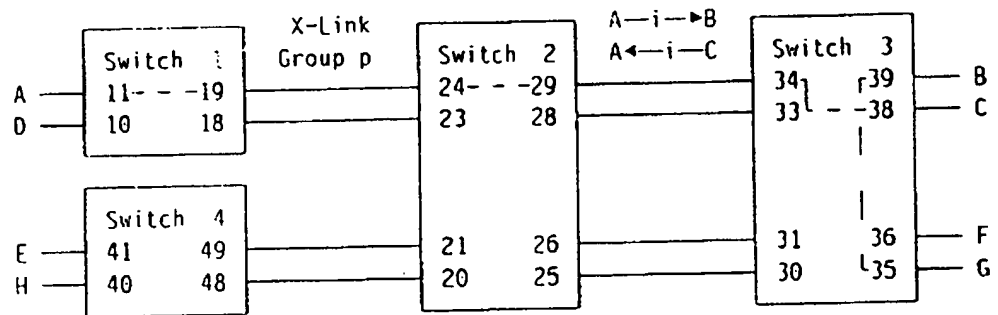 X-Link
Group p
A—i—►B
A◄—i—C
Switch 1
11- - -19
10 18
A
D
Switch 2
24- - -29
23 28
21 26
20 25
Switch 3
34 39
33 - - -38
31 36
30 35
B
C
F
G
Switch 4
41 49
40 48
E
H